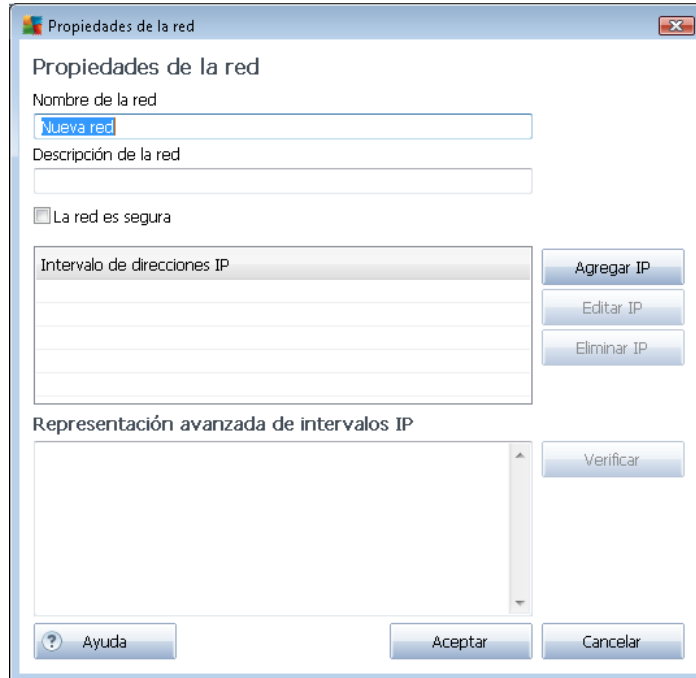 Propiedades de la red
Propiedades de la red
Nombre de la red
Nueva red
Descripción de la red
La red es segura
Intervalo de direcciones IP
Agregar IP
Editar IP
Eliminar IP
Representación avanzada de intervalos IP
Verificar
? Ayuda
Aceptar
Cancelar